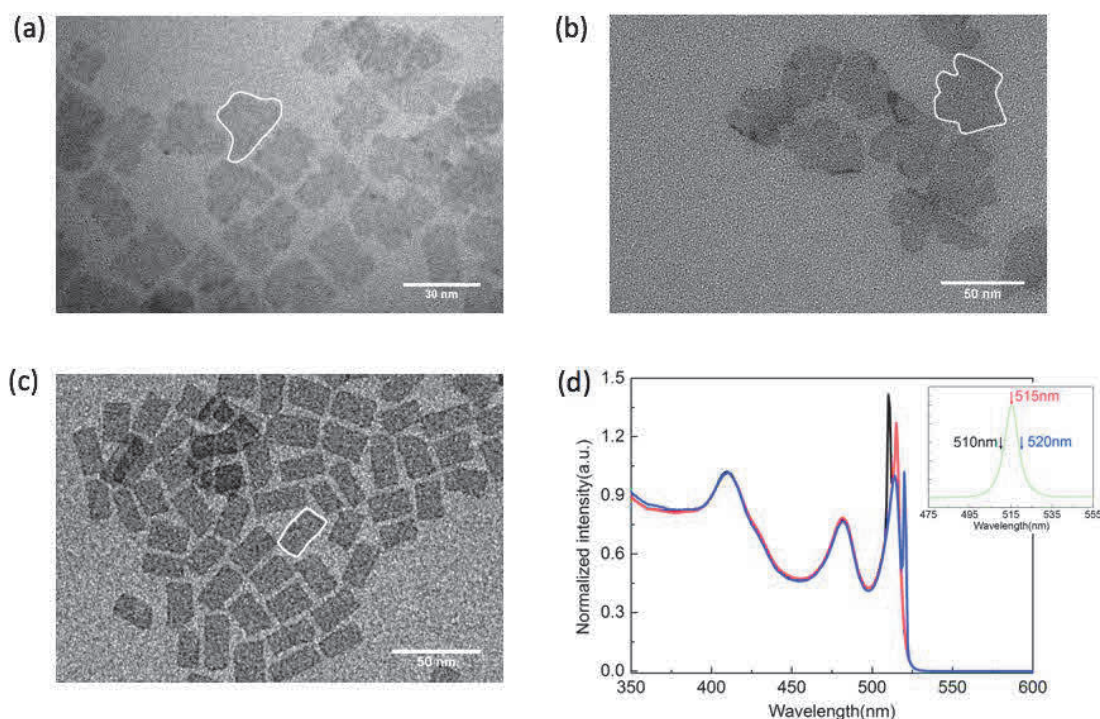 (a)
30 nm
(b)
50 nm
(c)
50 nm
(d)
Normalized intensity(a.u.)
1.5
1.2
0.9
0.6
0.3
0.0
350
400
450
500
550
600
Wavelength(nm)
↓515nm
510nm↓
↓520nm
475
495
515
535
555
Wavelength(nm)